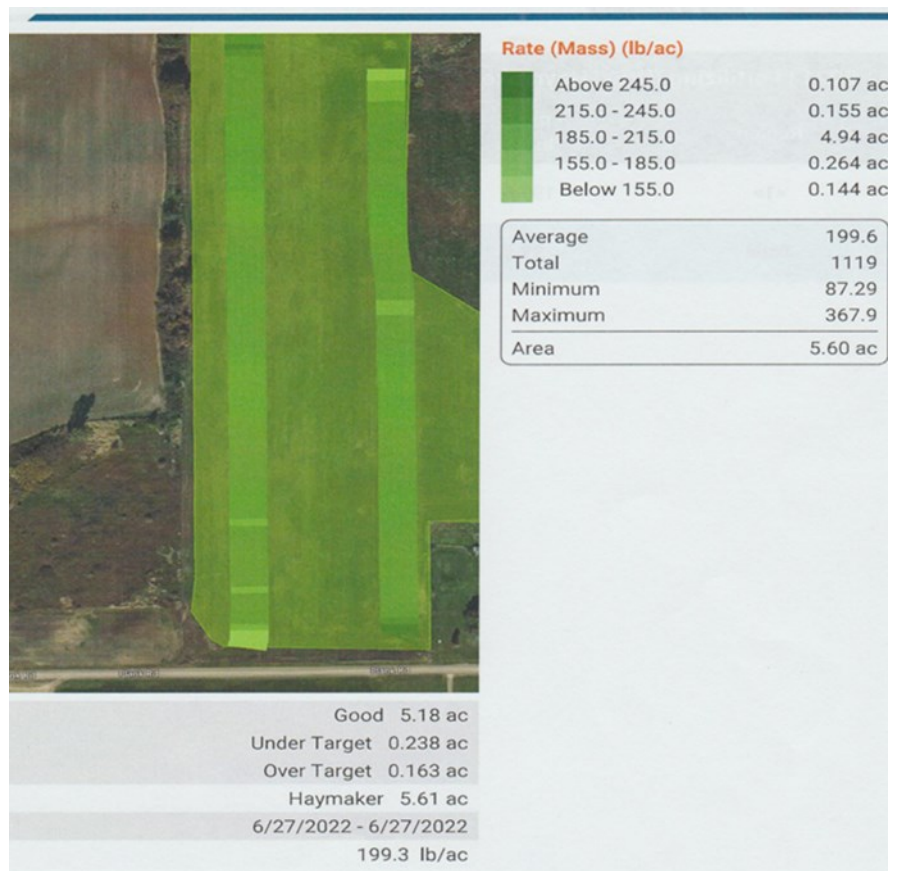 Rate (Mass) (lb/ac)
Above 245.0 0.107 ac
215.0 - 245.0 0.155 ac
185.0 - 215.0 4.94 ac
155.0 - 185.0 0.264 ac
Below 155.0 0.144 ac
Average 199.6
Total 1119
Minimum 87.29
Maximum 367.9
Area 5.60 ac
Good 5.18 ac
Under Target 0.238 ac
Over Target 0.163 ac
Haymaker 5.61 ac
6/27/2022 - 6/27/2022
199.3 lb/ac